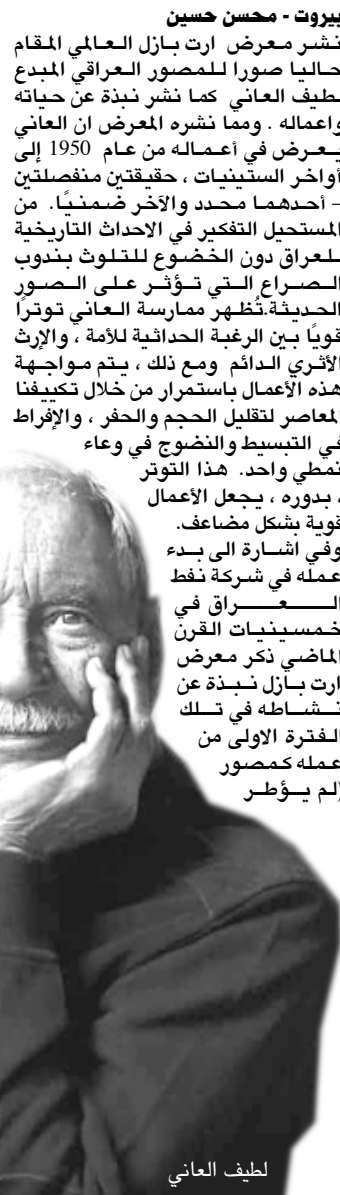 بيروت - محسن حسين
نشر معرض ارت بازل العالمي المقام
حاليا صورا للمصور العراقي المبدع
لطيف العاني كما نشر نبذة عن حياته
واعماله . ومما نشره المعرض ان العاني
يعرض في أعماله من عام 1950 إلى
أواخر الستينيات ، حقيقتين منفصلتين
- أحدهما محدد والآخر ضمنيًا. من
المستحيل التفكير في الاحداث التاريخية
للعراق دون الخضوع للتلوث بندوب
الصراع التي تؤثر على الصور
الحديثة.تُظهر ممارسة العاني توترًا
قويًا بين الرغبة الحداثية للأمة ، والإرث
الأثري الدائم ومع ذلك ، يتم مواجهة
هذه الأعمال باستمرار من خلال تكييفنا
المعاصر لتقليل الحجم والحفر ، والإفراط
في التبسيط والنضوج في وعاء
نمطي واحد. هذا التوتر
، بدوره ، يجعل الأعمال
قوية بشكل مضاعف.
وفي اشارة الى بدء
عمله في شركة نفط
العراق في
خمسينيات القرن
الماضي ذكر معرض
ارت بازل نبذة عن
نشاطه في تلك
الفترة الاولى من
عمله كمصور
(لم يؤطر
لطيف العاني